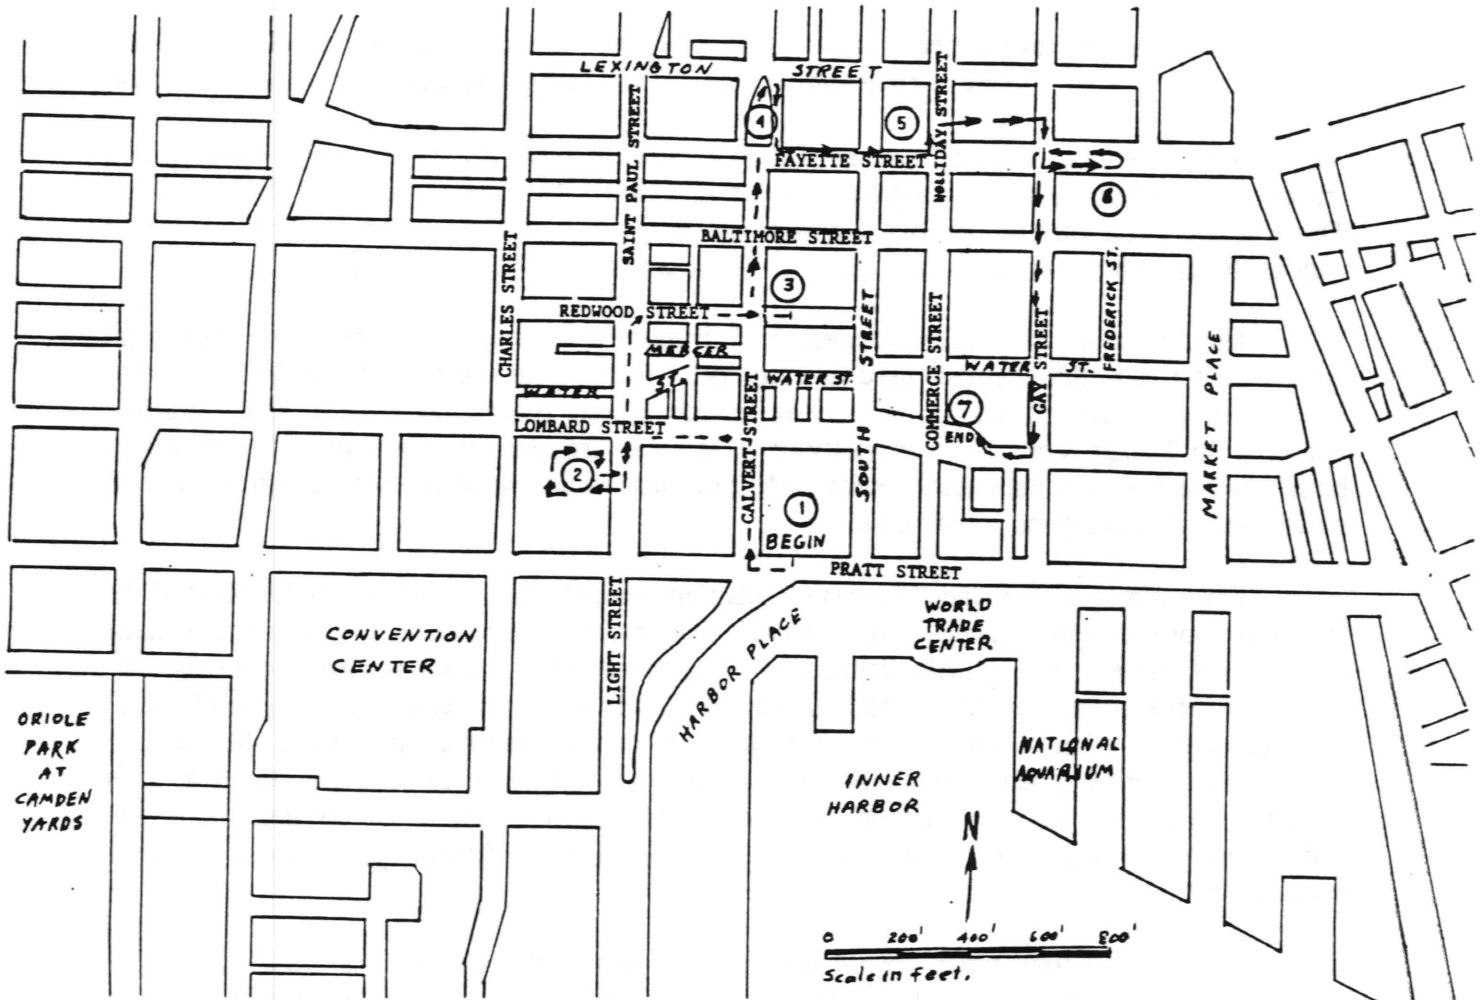 LEXINGTON STREET
HOLLIDAY STREET
SAINT PAUL STREET
4
5
FAYETTE STREET
6
BALTIMORE STREET
CHARLES STREET
3
REDWOOD STREET
SOUTH STREET
COMMERCE STREET
GAY STREET
FREDERICK ST.
MARKET PLACE
MERCER
ST.
WATER
WATER ST.
WATER ST.
7
END
LOMBARD STREET
CALVERT STREET
2
1
BEGIN
PRATT STREET
LIGHT STREET
HARBOR PLACE
WORLD
TRADE
CENTER
CONVENTION
CENTER
ORIOLE
PARK
AT
CAMDEN
YARDS
NATIONAL
AQUARIUM
INNER
HARBOR
N
0 200' 400' 600' 800'
Scale in feet.